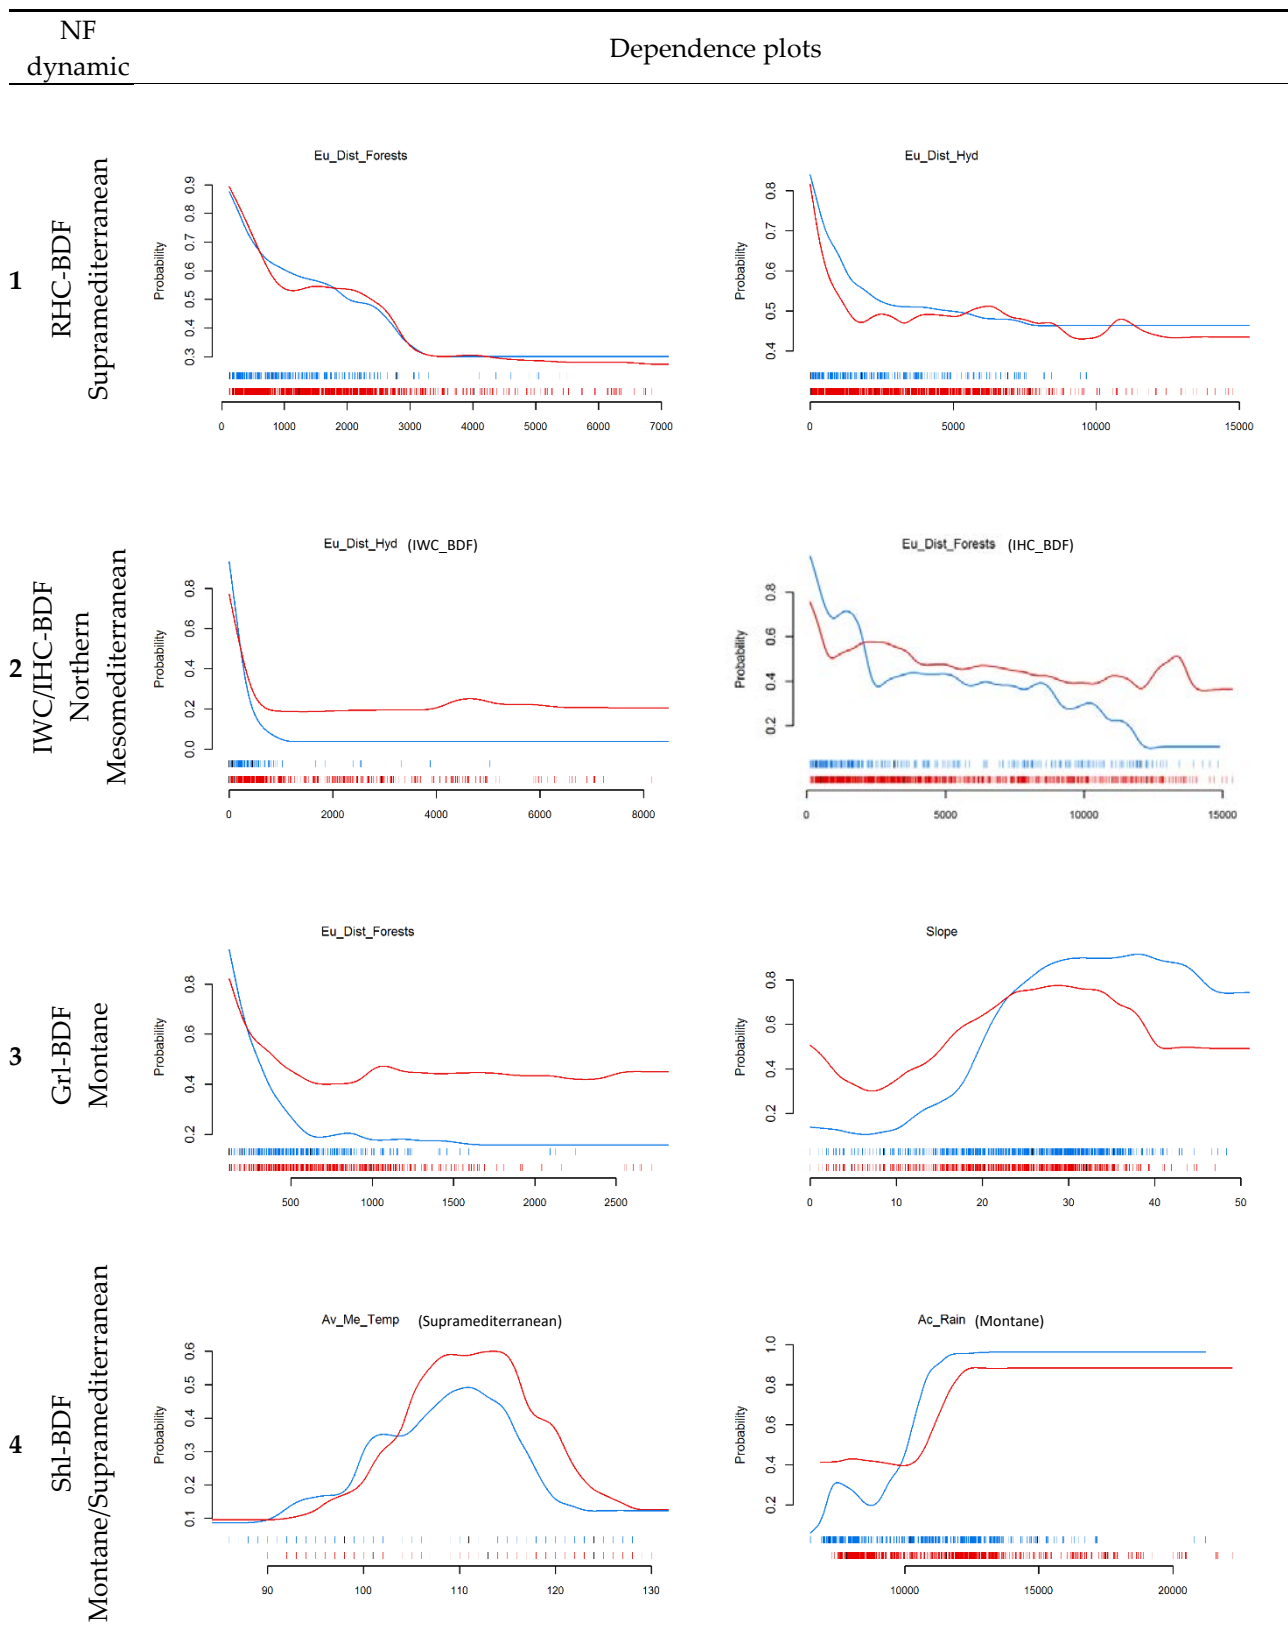 NF
dynamic
Dependence plots
1
RHC-BDF
Supramediterranean
Eu_Dist_Forests
Probability
0.9
0.8
0.7
0.6
0.5
0.4
0.3
0 1000 2000 3000 4000 5000 6000 7000
Eu_Dist_Hyd
Probability
0.8
0.7
0.6
0.5
0.4
0 5000 10000 15000
2
IWC/IHC-BDF
Northern
Mesomediterranean
Eu_Dist_Hyd (IWC_BDF)
Probability
0.8
0.6
0.4
0.2
0.0
0 2000 4000 6000 8000
Eu_Dist_Forests (IHC_BDF)
Probability
0.8
0.6
0.4
0.2
0 5000 10000 15000
3
Grl-BDF
Montane
Eu_Dist_Forests
Probability
0.8
0.6
0.4
0.2
500 1000 1500 2000 2500
Slope
Probability
0.8
0.6
0.4
0.2
0 10 20 30 40 50
4
Shl-BDF
Montane/Supramediterranean
Av_Me_Temp (Supramediterranean)
Probability
0.6
0.5
0.4
0.3
0.2
0.1
90 100 110 120 130
Ac_Rain (Montane)
Probability
1.0
0.8
0.6
0.4
0.2
10000 15000 20000